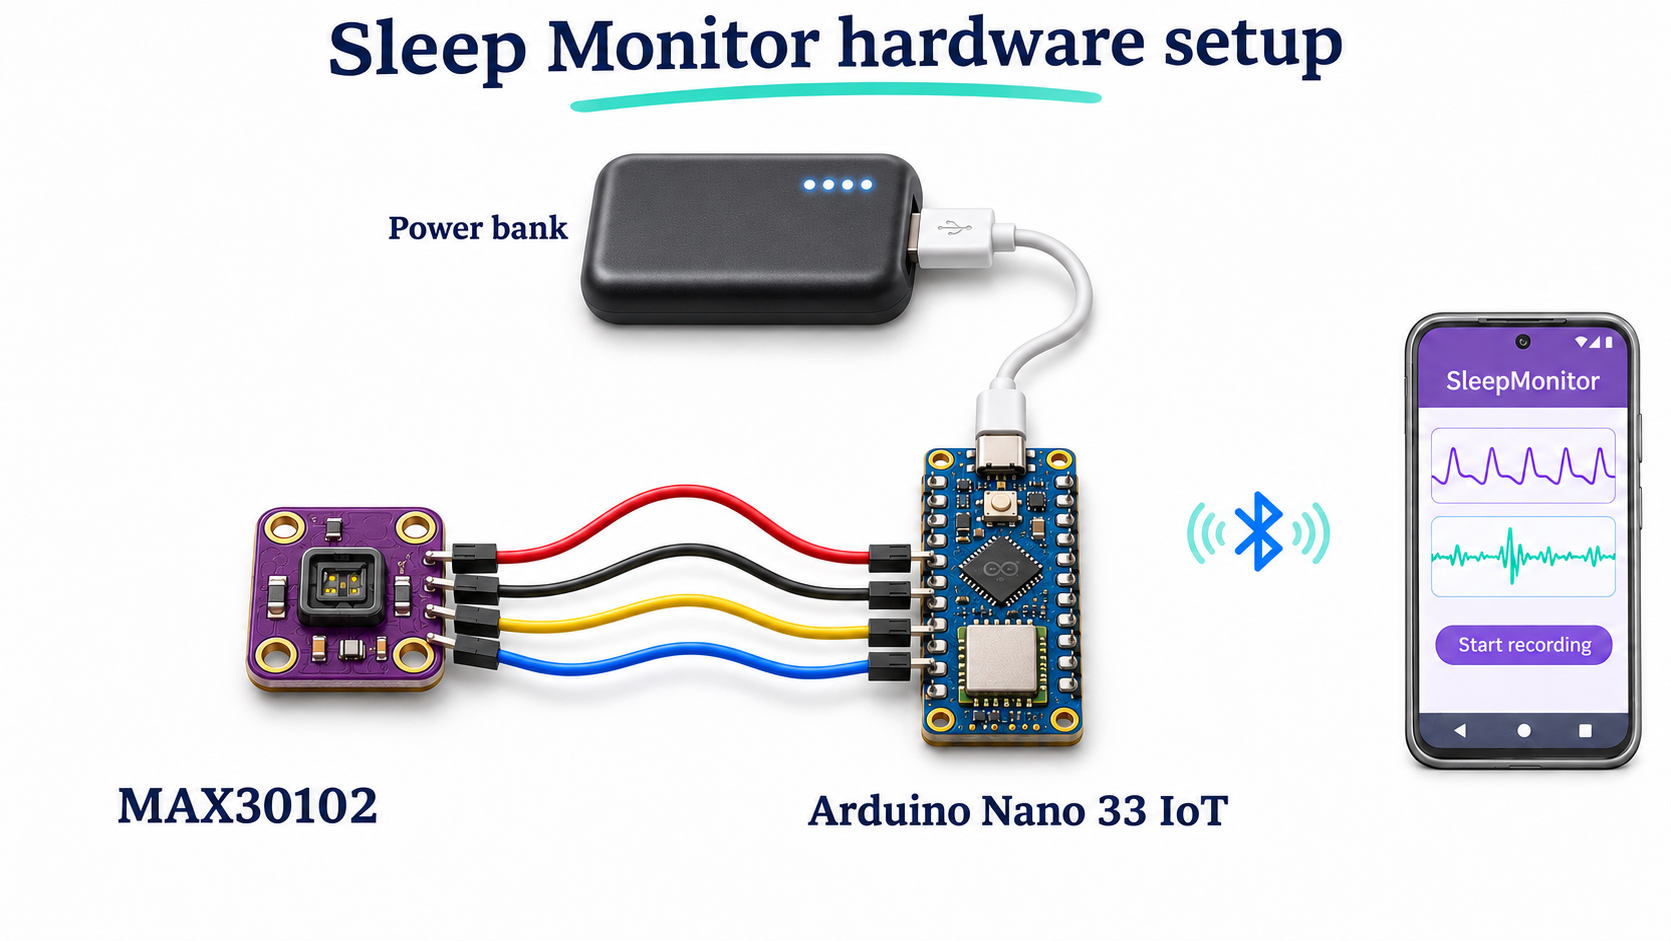 Sleep Monitor hardware setup
Power bank
SleepMonitor
Start recording
MAX30102
Arduino Nano 33 IoT